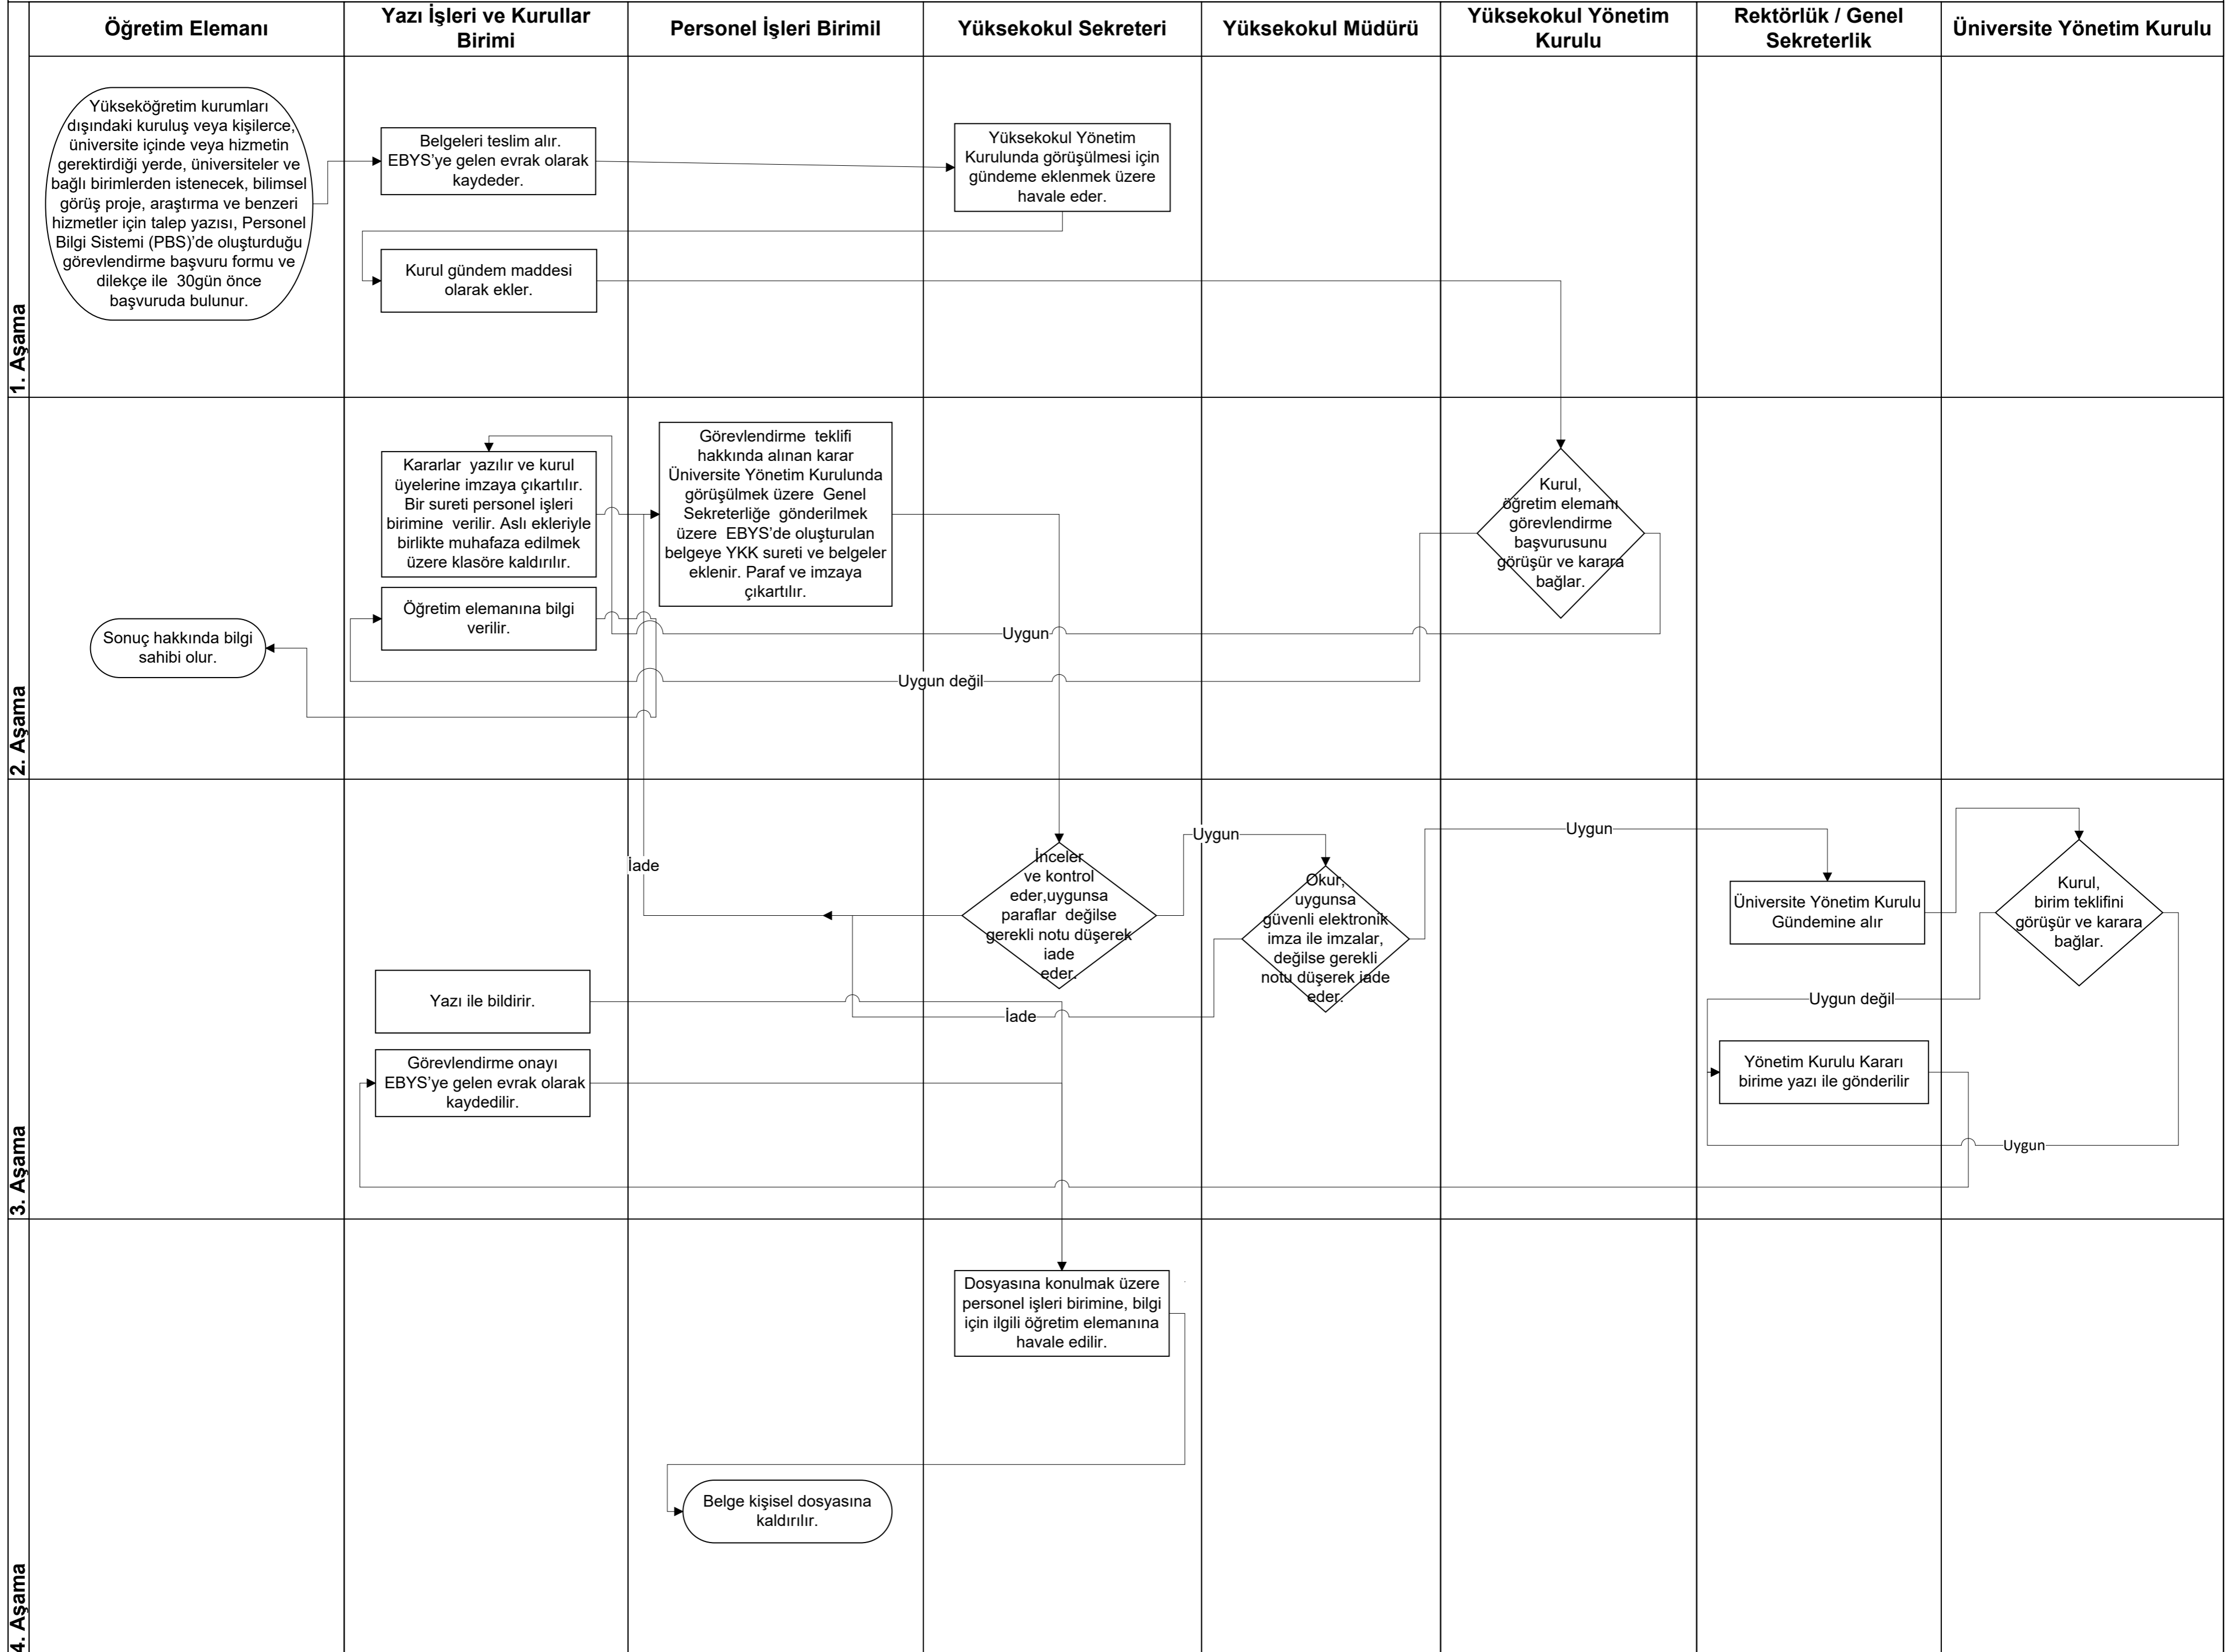 Öğretim Elemanı
Yazı İşleri ve Kurullar
Birimi
Personel İşleri Birimil
Yüksekokul Sekreteri
Yüksekokul Müdürü
Yüksekokul Yönetim
Kurulu
Rektörlük / Genel
Sekreterlik
Üniversite Yönetim Kurulu
1. Aşama
Yükseköğretim kurumları
dışındaki kuruluş veya kişilerce,
üniversite içinde veya hizmetin
gerektirdiği yerde, üniversiteler ve
bağlı birimlerden istenecek, bilimsel
görüş proje, araştırma ve benzeri
hizmetler için talep yazısı, Personel
Bilgi Sistemi (PBS)’de oluşturduğu
görevlendirme başvuru formu ve
dilekçe ile 30gün önce
başvuruda bulunur.
Belgeleri teslim alır.
EBYS’ye gelen evrak olarak
kaydeder.
Yüksekokul Yönetim
Kurulunda görüşülmesi için
gündeme eklenmek üzere
havale eder.
Kurul gündem maddesi
olarak ekler.
2. Aşama
Kararlar yazılır ve kurul
üyelerine imzaya çıkartılır.
Bir sureti personel işleri
birimine verilir. Aslı ekleriyle
birlikte muhafaza edilmek
üzere klasöre kaldırılır.
Görevlendirme teklifi
hakkında alınan karar
Üniversite Yönetim Kurulunda
görüşülmek üzere Genel
Sekreterliğe gönderilmek
üzere EBYS’de oluşturulan
belgeye YKK sureti ve belgeler
eklenir. Paraf ve imzaya
çıkartılır.
Kurul,
öğretim elemanı
görevlendirme
başvurusunu
görüşür ve karara
bağlar.
Öğretim elemanına bilgi
verilir.
Sonuç hakkında bilgi
sahibi olur.
Uygun
Uygun değil
3. Aşama
İade
İnceler
ve kontrol
eder,uygunsa
paraflar değilse
gerekli notu düşerek
iade
eder.
Uygun
Okur,
uygunsa
güvenli elektronik
imza ile imzalar,
değilse gerekli
notu düşerek iade
eder.
Uygun
Üniversite Yönetim Kurulu
Gündemine alır
Kurul,
birim teklifini
görüşür ve karara
bağlar.
Yazı ile bildirir.
İade
Uygun değil
Görevlendirme onayı
EBYS’ye gelen evrak olarak
kaydedilir.
Yönetim Kurulu Kararı
birime yazı ile gönderilir
Uygun
4. Aşama
Dosyasına konulmak üzere
personel işleri birimine, bilgi
için ilgili öğretim elemanına
havale edilir.
Belge kişisel dosyasına
kaldırılır.